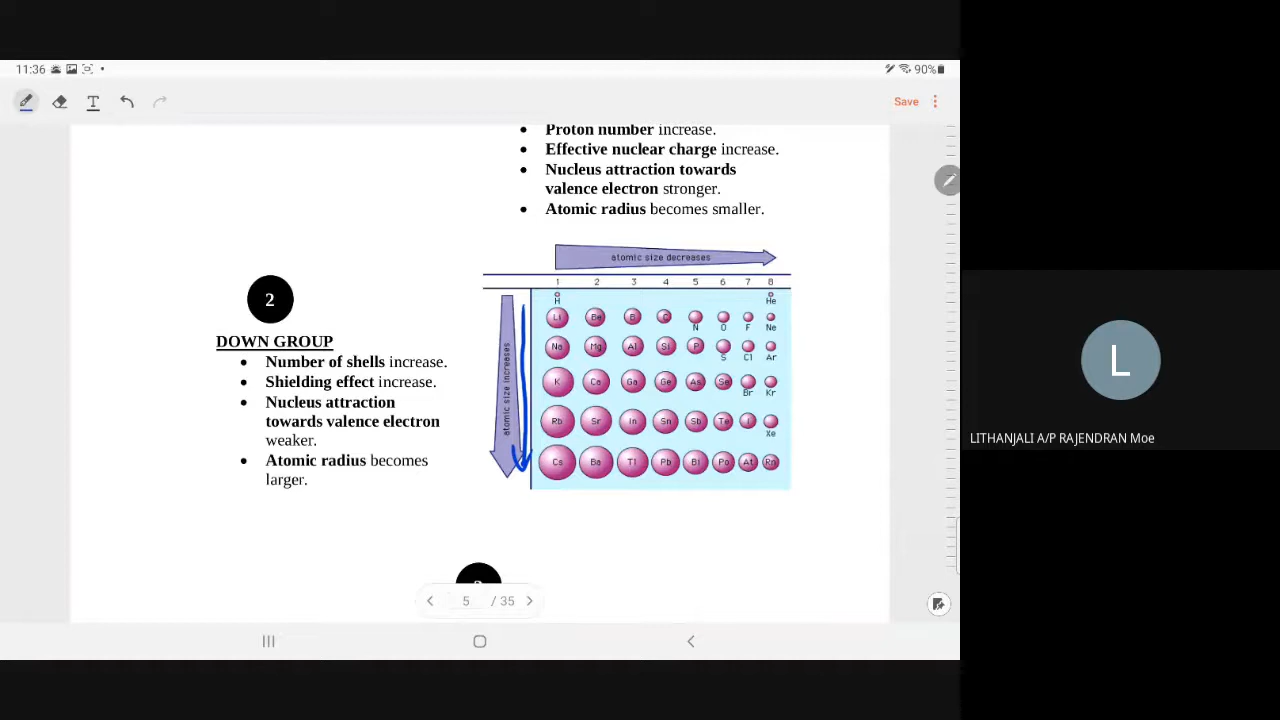 11:36
90%
Save
• Proton number increase.
• Effective nuclear charge increase.
• Nucleus attraction towards
valence electron stronger.
• Atomic radius becomes smaller.
atomic size decreases
1 2 3 4 5 6 7 8
H He
Li Be B C N O F Ne
Na Mg Al Si P S Cl Ar
K Ca Ga Ge As Se Br Kr
Rb Sr In Sn Sb Te I Xe
Cs Ba Tl Pb Bi Po At Rn
atomic size increases
2
DOWN GROUP
• Number of shells increase.
• Shielding effect increase.
• Nucleus attraction
towards valence electron
weaker.
• Atomic radius becomes
larger.
5 / 35
L
LITHANJALI A/P RAJENDRAN Moe